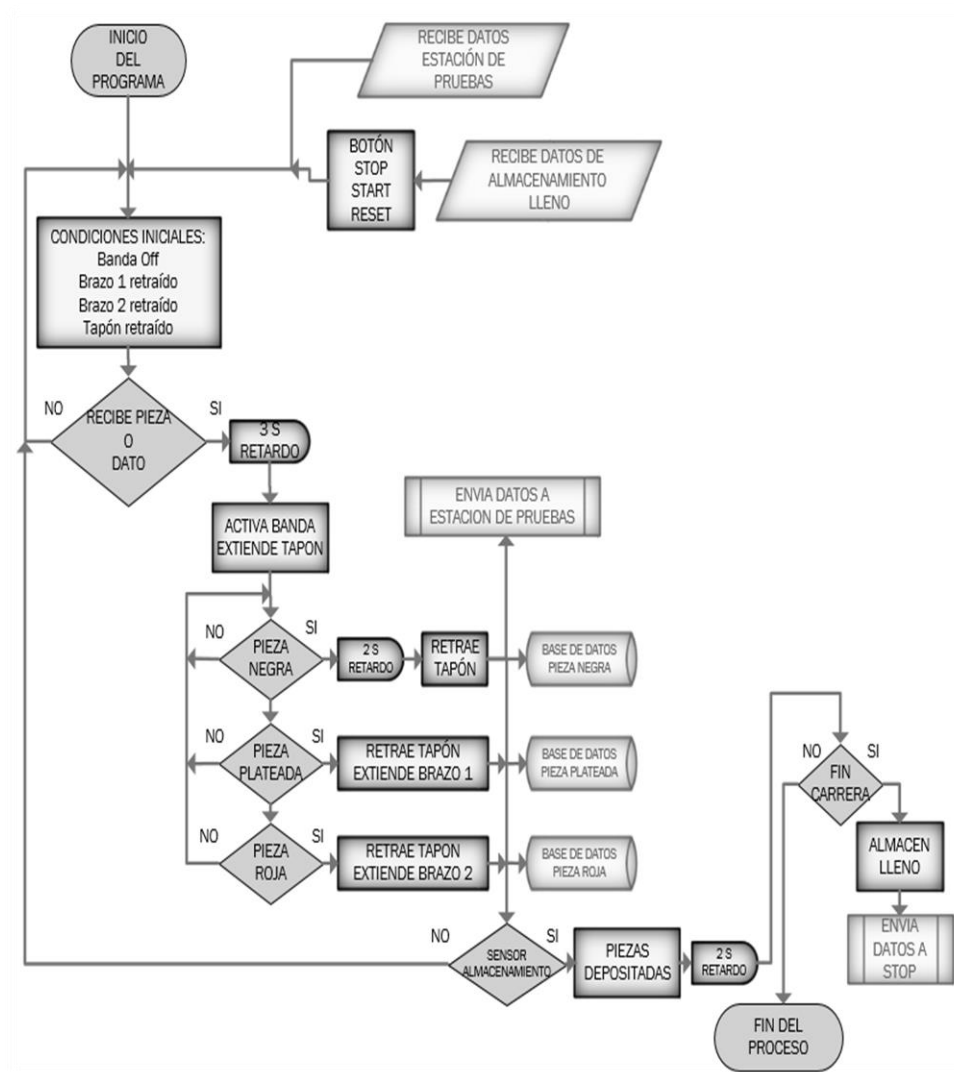 INICIO
DEL
PROGRAMA
RECIBE DATOS
ESTACIÓN DE
PRUEBAS
BOTÓN
STOP
START
RESET
RECIBE DATOS DE
ALMACENAMIENTO
LLENO
CONDICIONES INICIALES:
Banda Off
Brazo 1 retraído
Brazo 2 retraído
Tapón retraído
NO
RECIBE PIEZA
O
DATO
SI
3 S
RETARDO
ACTIVA BANDA
EXTIENDE TAPON
ENVIA DATOS A
ESTACION DE PRUEBAS
NO
PIEZA
NEGRA
SI
2 S
RETARDO
RETRAE
TAPÓN
BASE DE DATOS
PIEZA NEGRA
NO
PIEZA
PLATEADA
SI
RETRAE TAPÓN
EXTIENDE BRAZO 1
BASE DE DATOS
PIEZA PLATEADA
NO
PIEZA
ROJA
SI
RETRAE TAPON
EXTIENDE BRAZO 2
BASE DE DATOS
PIEZA ROJA
NO
SENSOR
ALMACENAMIENTO
SI
PIEZAS
DEPOSITADAS
2 S
RETARDO
NO
FIN
CARRERA
SI
ALMACEN
LLENO
ENVIA
DATOS A
STOP
FIN DEL
PROCESO